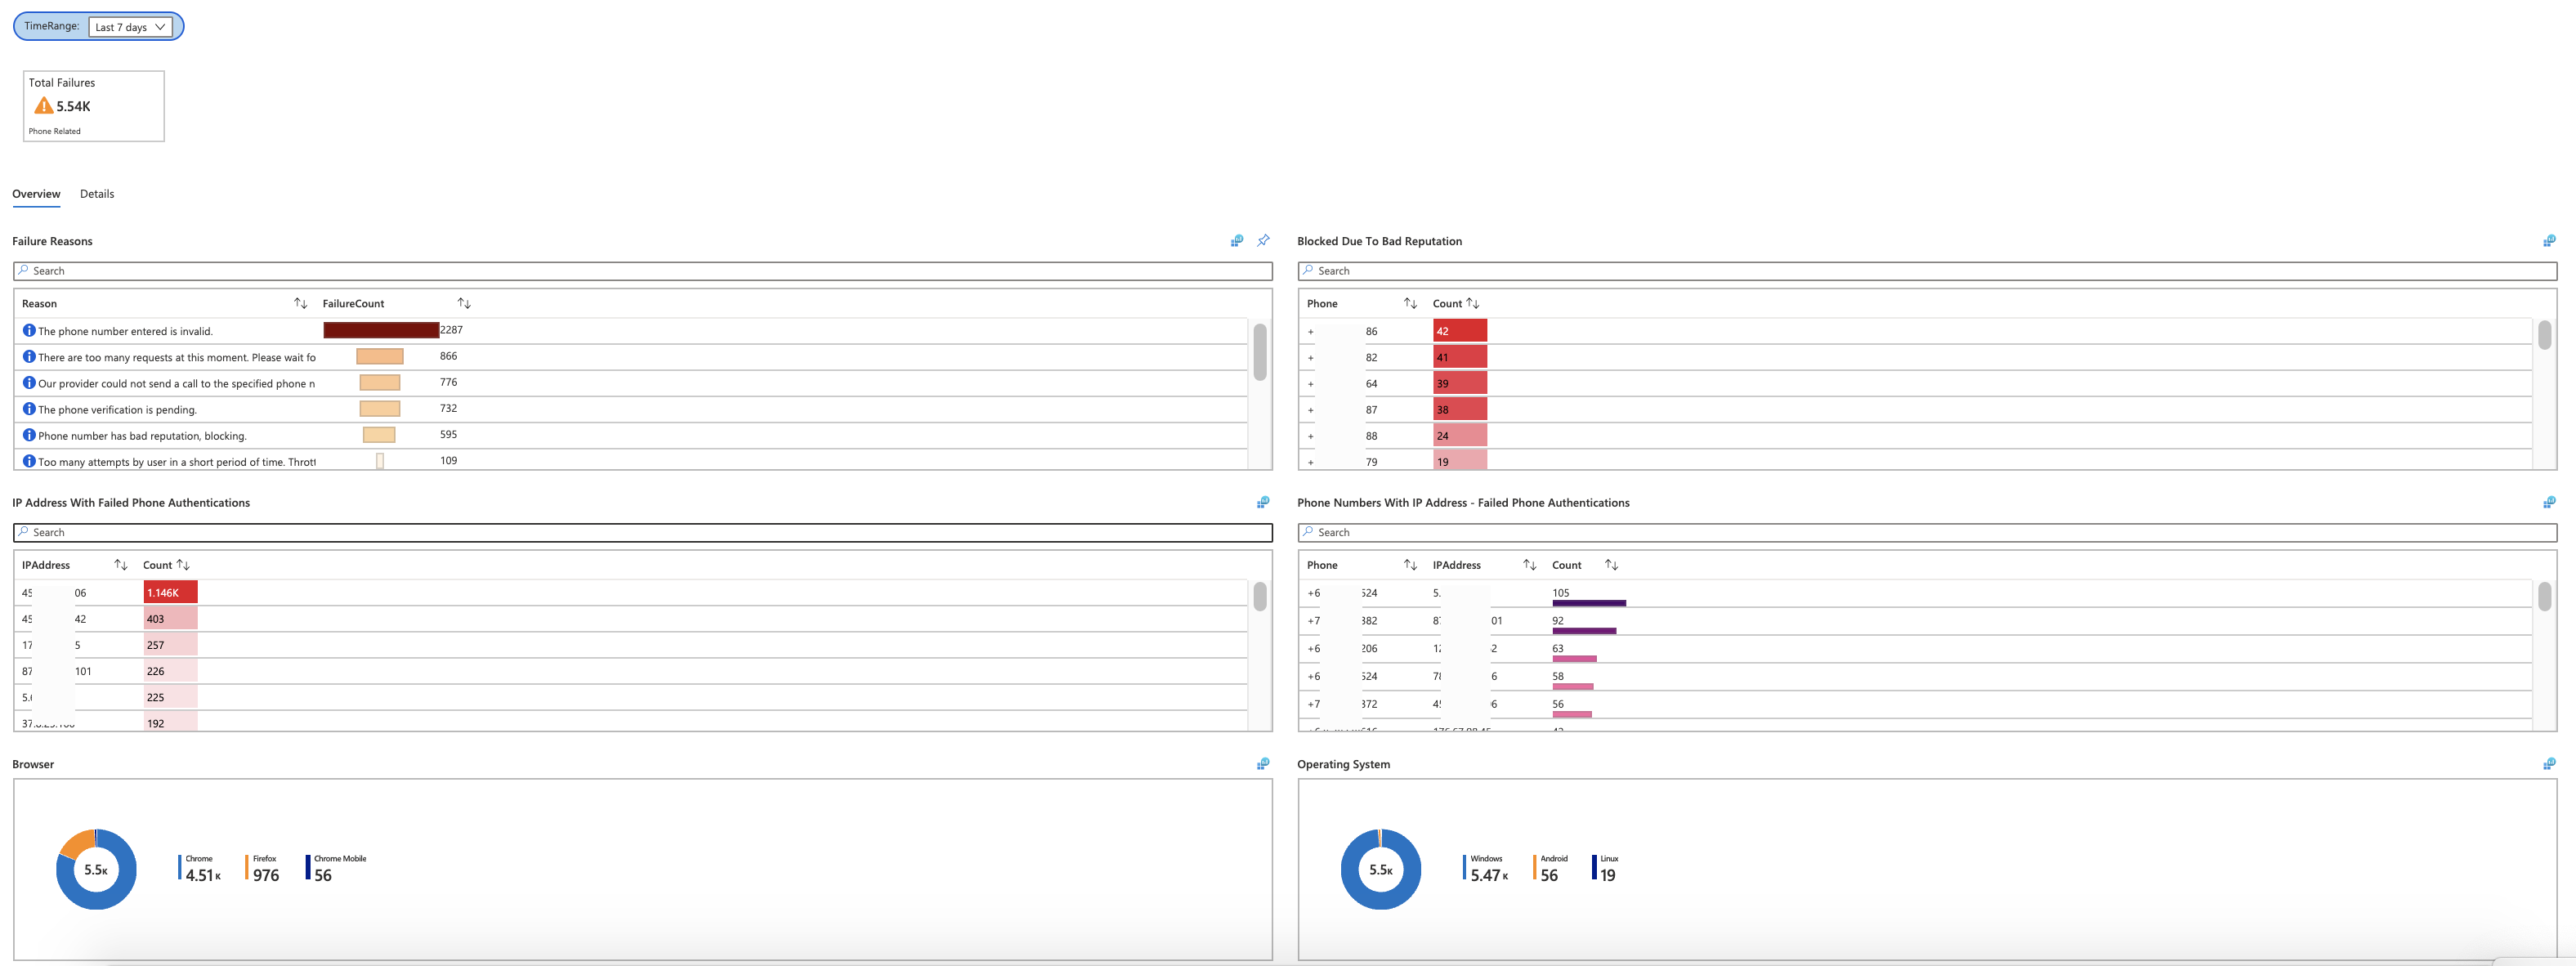 TimeRange: Last 7 days
Total Failures
5.54K
Phone Related
Overview Details
Failure Reasons
Search
Reason FailureCount
The phone number entered is invalid. 2287
There are too many requests at this moment. Please wait fo 866
Our provider could not send a call to the specified phone n 776
The phone verification is pending. 732
Phone number has bad reputation, blocking. 595
Too many attempts by user in a short period of time. Thrott 109
Blocked Due To Bad Reputation
Search
Phone Count
+ 86 42
+ 82 41
+ 64 39
+ 87 38
+ 88 24
+ 79 19
IP Address With Failed Phone Authentications
Search
IPAddress Count
45 06 1.146K
45 42 403
17 5 257
87 101 226
5. 225
37. 192
Phone Numbers With IP Address - Failed Phone Authentications
Search
Phone IPAddress Count
+6 524 5. 105
+7 382 87 01 92
+6 206 12 2 63
+6 524 78 6 58
+7 372 45 06 56
Browser
5.5K
Chrome Firefox Chrome Mobile
4.51K 976 56
Operating System
5.5K
Windows Android Linux
5.47K 56 19